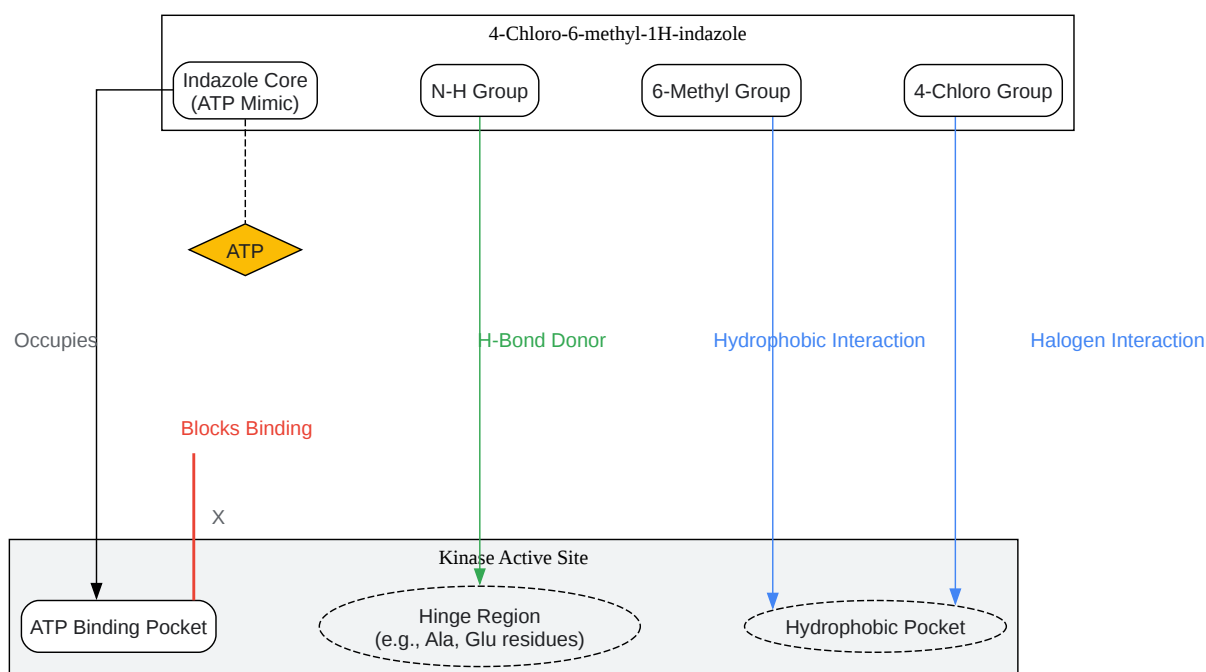 4-Chloro-6-methyl-1H-indazole
Indazole Core
(ATP Mimic)
N-H Group
6-Methyl Group
4-Chloro Group
ATP
Occupies
H-Bond Donor
Hydrophobic Interaction
Halogen Interaction
Blocks Binding
X
Kinase Active Site
ATP Binding Pocket
Hinge Region
(e.g., Ala, Glu residues)
Hydrophobic Pocket